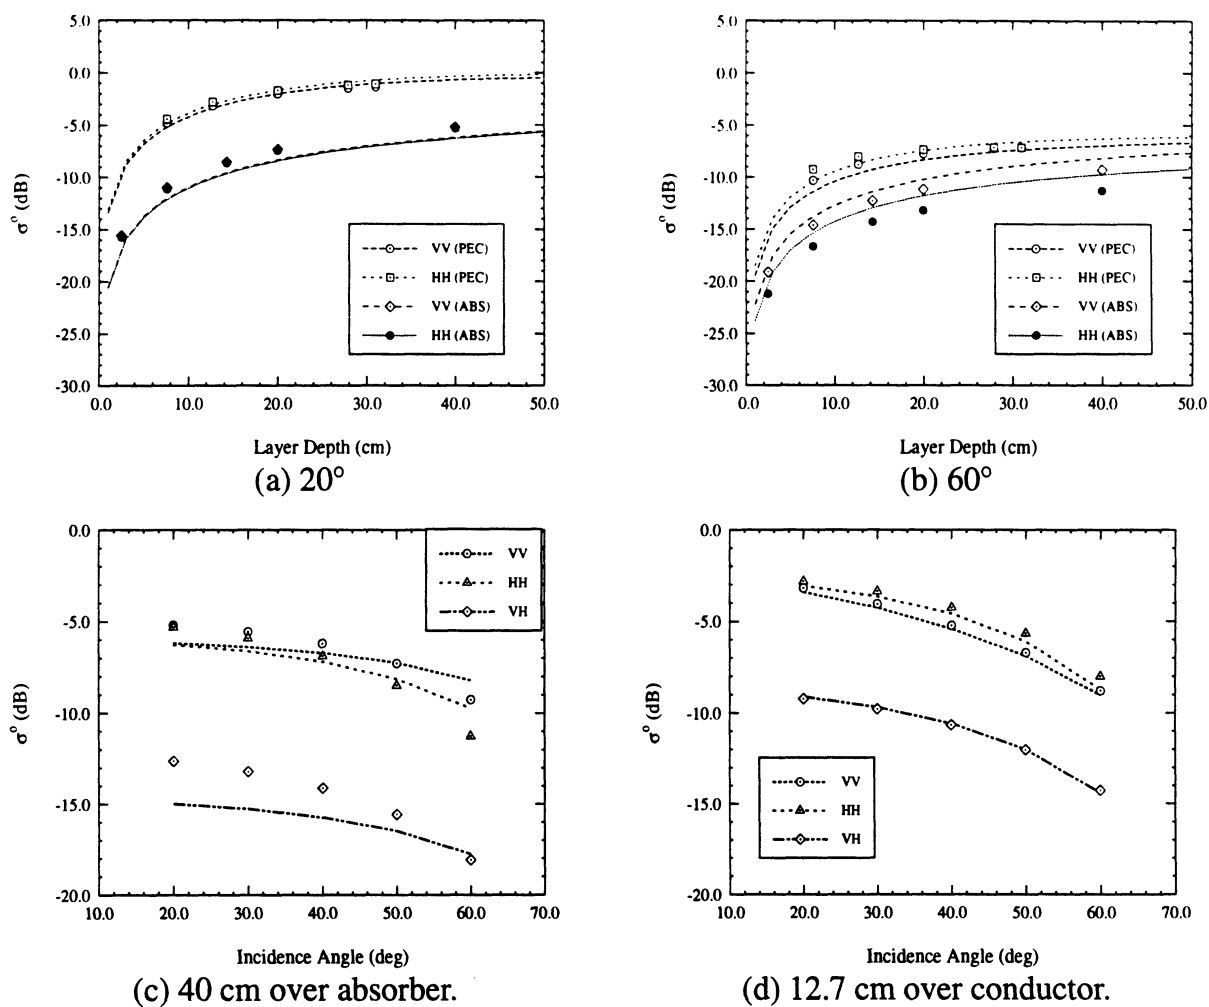 5.0
0.0
-5.0
-10.0
-15.0
-20.0
-25.0
-30.0
σ° (dB)
VV (PEC)
HH (PEC)
VV (ABS)
HH (ABS)
0.0 10.0 20.0 30.0 40.0 50.0
Layer Depth (cm)
(a) 20°
5.0
0.0
-5.0
-10.0
-15.0
-20.0
-25.0
-30.0
σ° (dB)
VV (PEC)
HH (PEC)
VV (ABS)
HH (ABS)
0.0 10.0 20.0 30.0 40.0 50.0
Layer Depth (cm)
(b) 60°
0.0
-5.0
-10.0
-15.0
-20.0
σ° (dB)
VV
HH
VH
10.0 20.0 30.0 40.0 50.0 60.0 70.0
Incidence Angle (deg)
(c) 40 cm over absorber.
0.0
-5.0
-10.0
-15.0
-20.0
σ° (dB)
VV
HH
VH
10.0 20.0 30.0 40.0 50.0 60.0 70.0
Incidence Angle (deg)
(d) 12.7 cm over conductor.